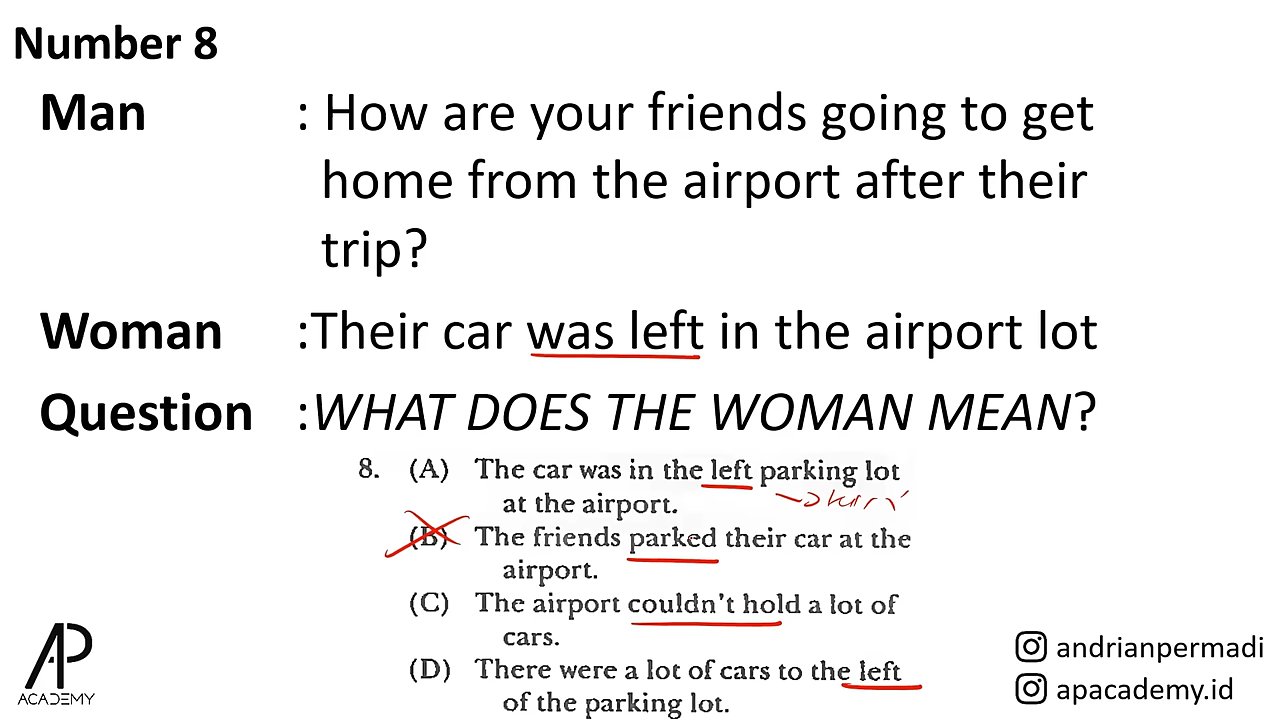 Number 8
Man : How are your friends going to get
home from the airport after their
trip?
Woman :Their car was left in the airport lot
Question :WHAT DOES THE WOMAN MEAN?
8. (A) The car was in the left parking lot
at the airport.
(B) The friends parked their car at the
airport.
(C) The airport couldn't hold a lot of
cars.
(D) There were a lot of cars to the left
of the parking lot.
AP
ACADEMY
andrianpermadi
apacademy.id